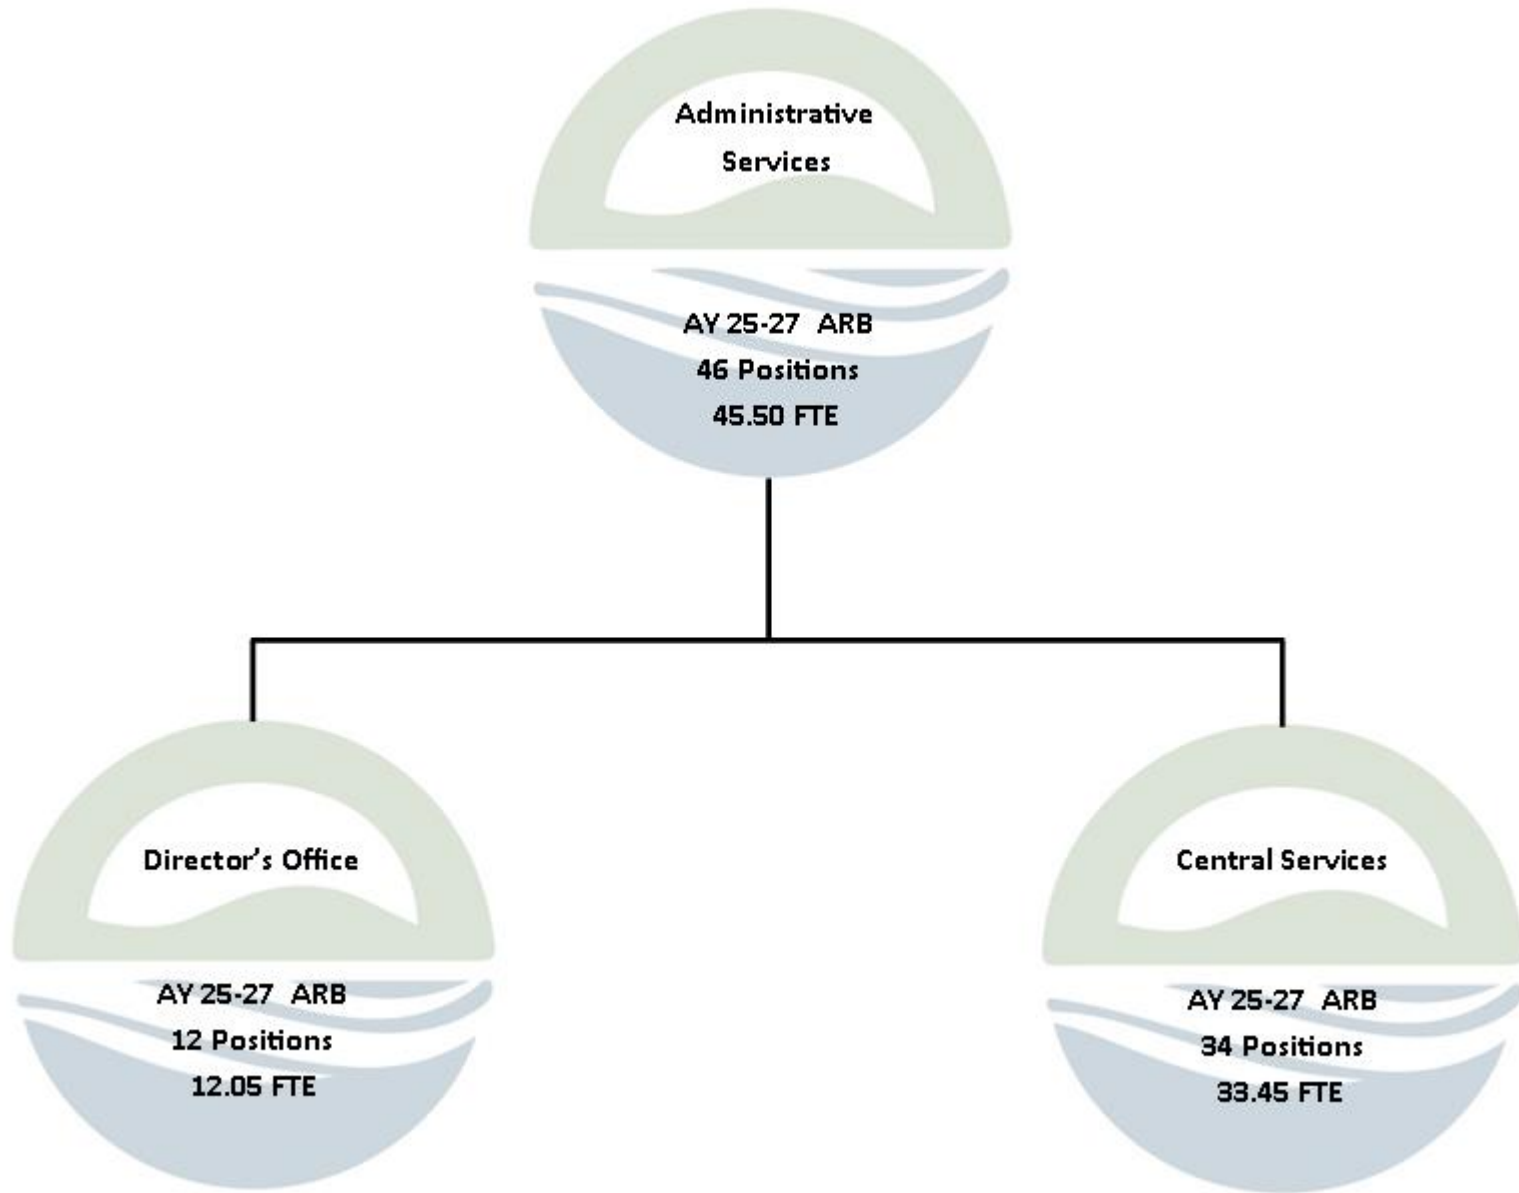 Administrative
Services
AY 25-27 ARB
46 Positions
45.50 FTE
Director's Office
AY 25-27 ARB
12 Positions
12.05 FTE
Central Services
AY 25-27 ARB
34 Positions
33.45 FTE